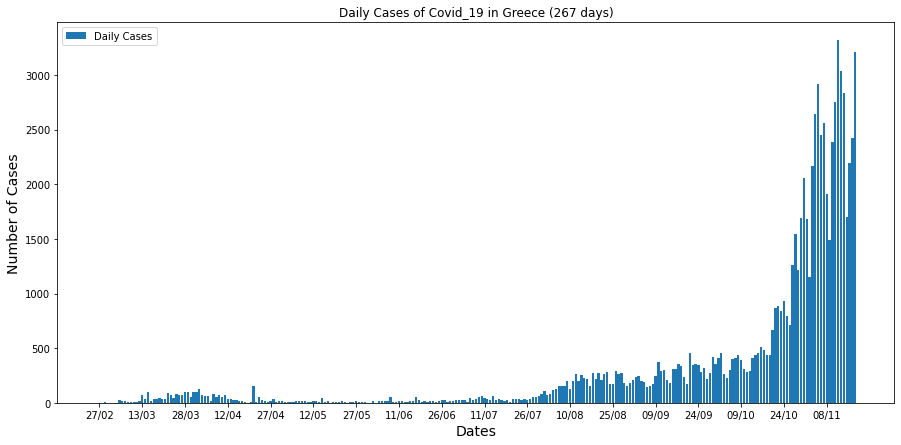 Daily Cases of Covid_19 in Greece (267 days)
Daily Cases
Number of Cases
3000
2500
2000
1500
1000
500
0
27/02 13/03 28/03 12/04 27/04 12/05 27/05 11/06 26/06 11/07 26/07 10/08 25/08 09/09 24/09 09/10 24/10 08/11
Dates